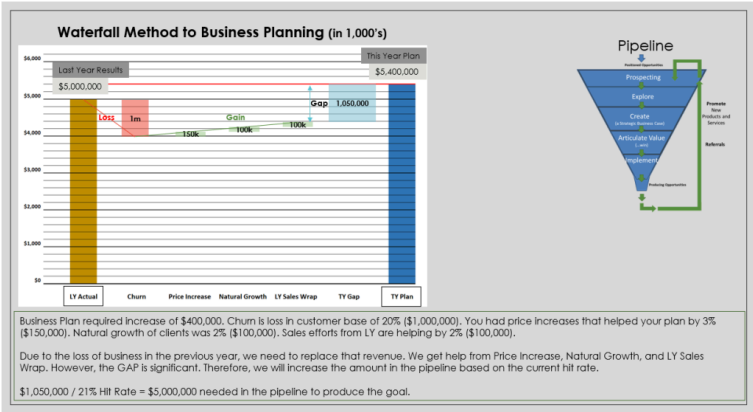 Waterfall Method to Business Planning (in 1,000's)
Pipeline
$6,000
Last Year Results
$5,000,000
This Year Plan
$5,400,000
$5,000
Loss
1m
Gain
150k
100k
100k
Gap
1,050,000
$4,000
$3,000
$2,000
$1,000
$0
LY Actual
Churn
Price Increase
Natural Growth
LY Sales Wrap
TY Gap
TY Plan
Positioned Opportunities
Prospecting
Explore
Create
(a Strategic Business Case)
Articulate Value
Implement
Producing Opportunities
Promote
New
Products and
Services
Referrals
Business Plan required increase of $400,000. Churn is loss in customer base of 20% ($1,000,000). You had price increases that helped your plan by 3%
($150,000). Natural growth of clients was 2% ($100,000). Sales efforts from LY are helping by 2% ($100,000).
Due to the loss of business in the previous year, we need to replace that revenue. We get help from Price Increase, Natural Growth, and LY Sales
Wrap. However, the GAP is significant. Therefore, we will increase the amount in the pipeline based on the current hit rate.
$1,050,000 / 21% Hit Rate = $5,000,000 needed in the pipeline to produce the goal.